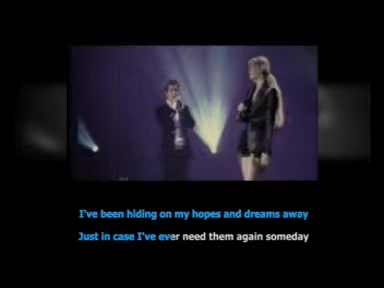 I've been hiding on my hopes and dreams away
Just in case I've ever need them again someday